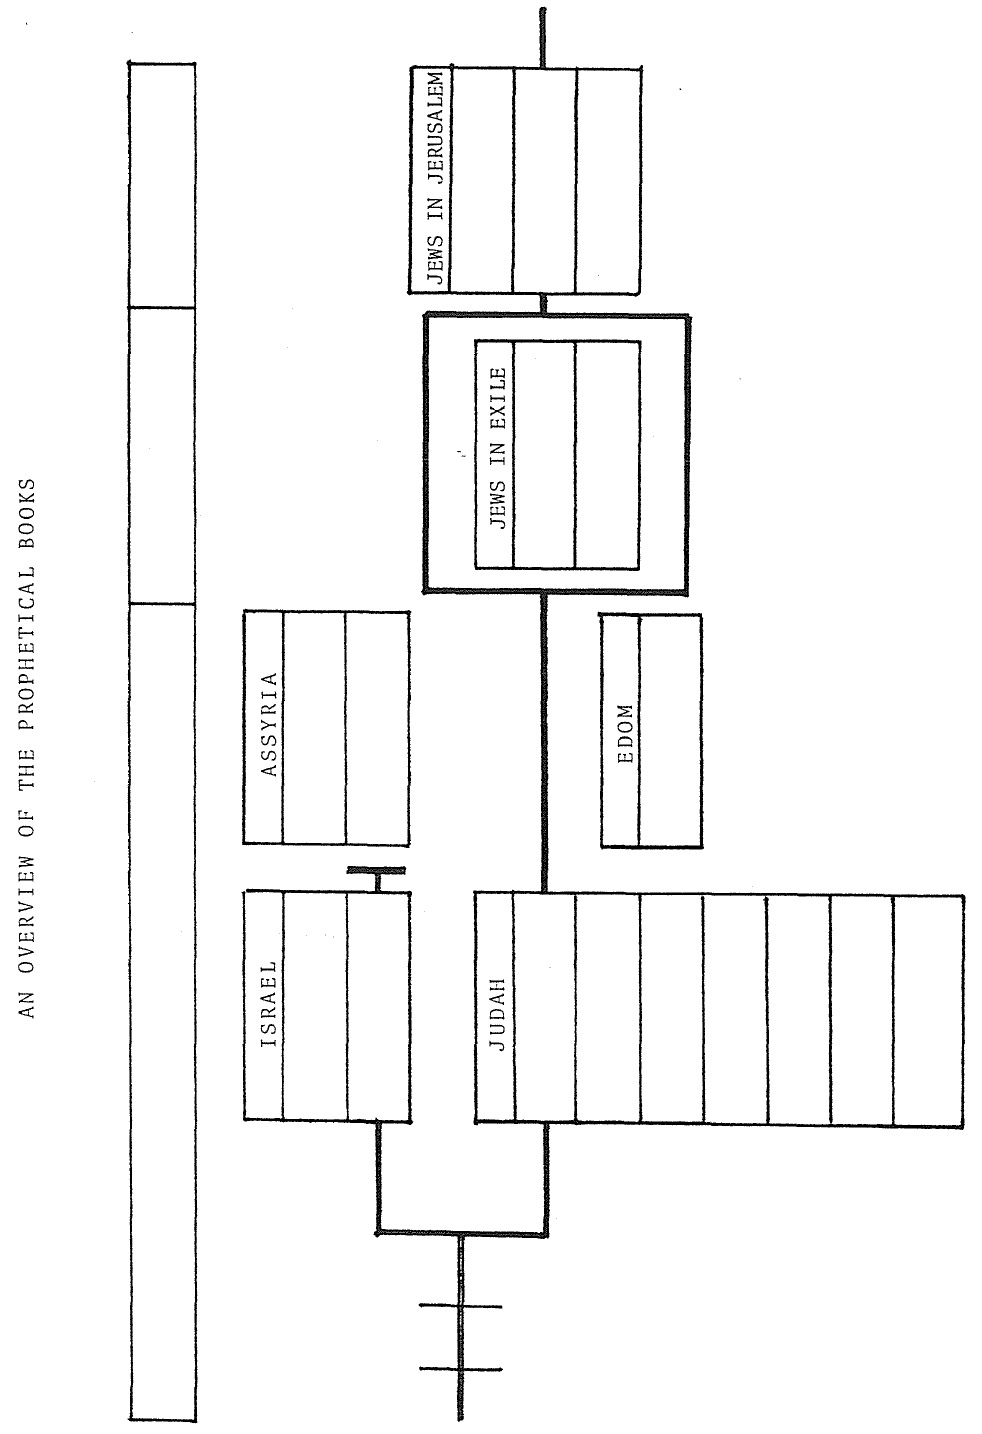 AN OVERVIEW OF THE PROPHETICAL BOOKS
ISRAEL
ASSYRIA
JUDAH
EDOM
JEWS IN EXILE
JEWS IN JERUSALEM